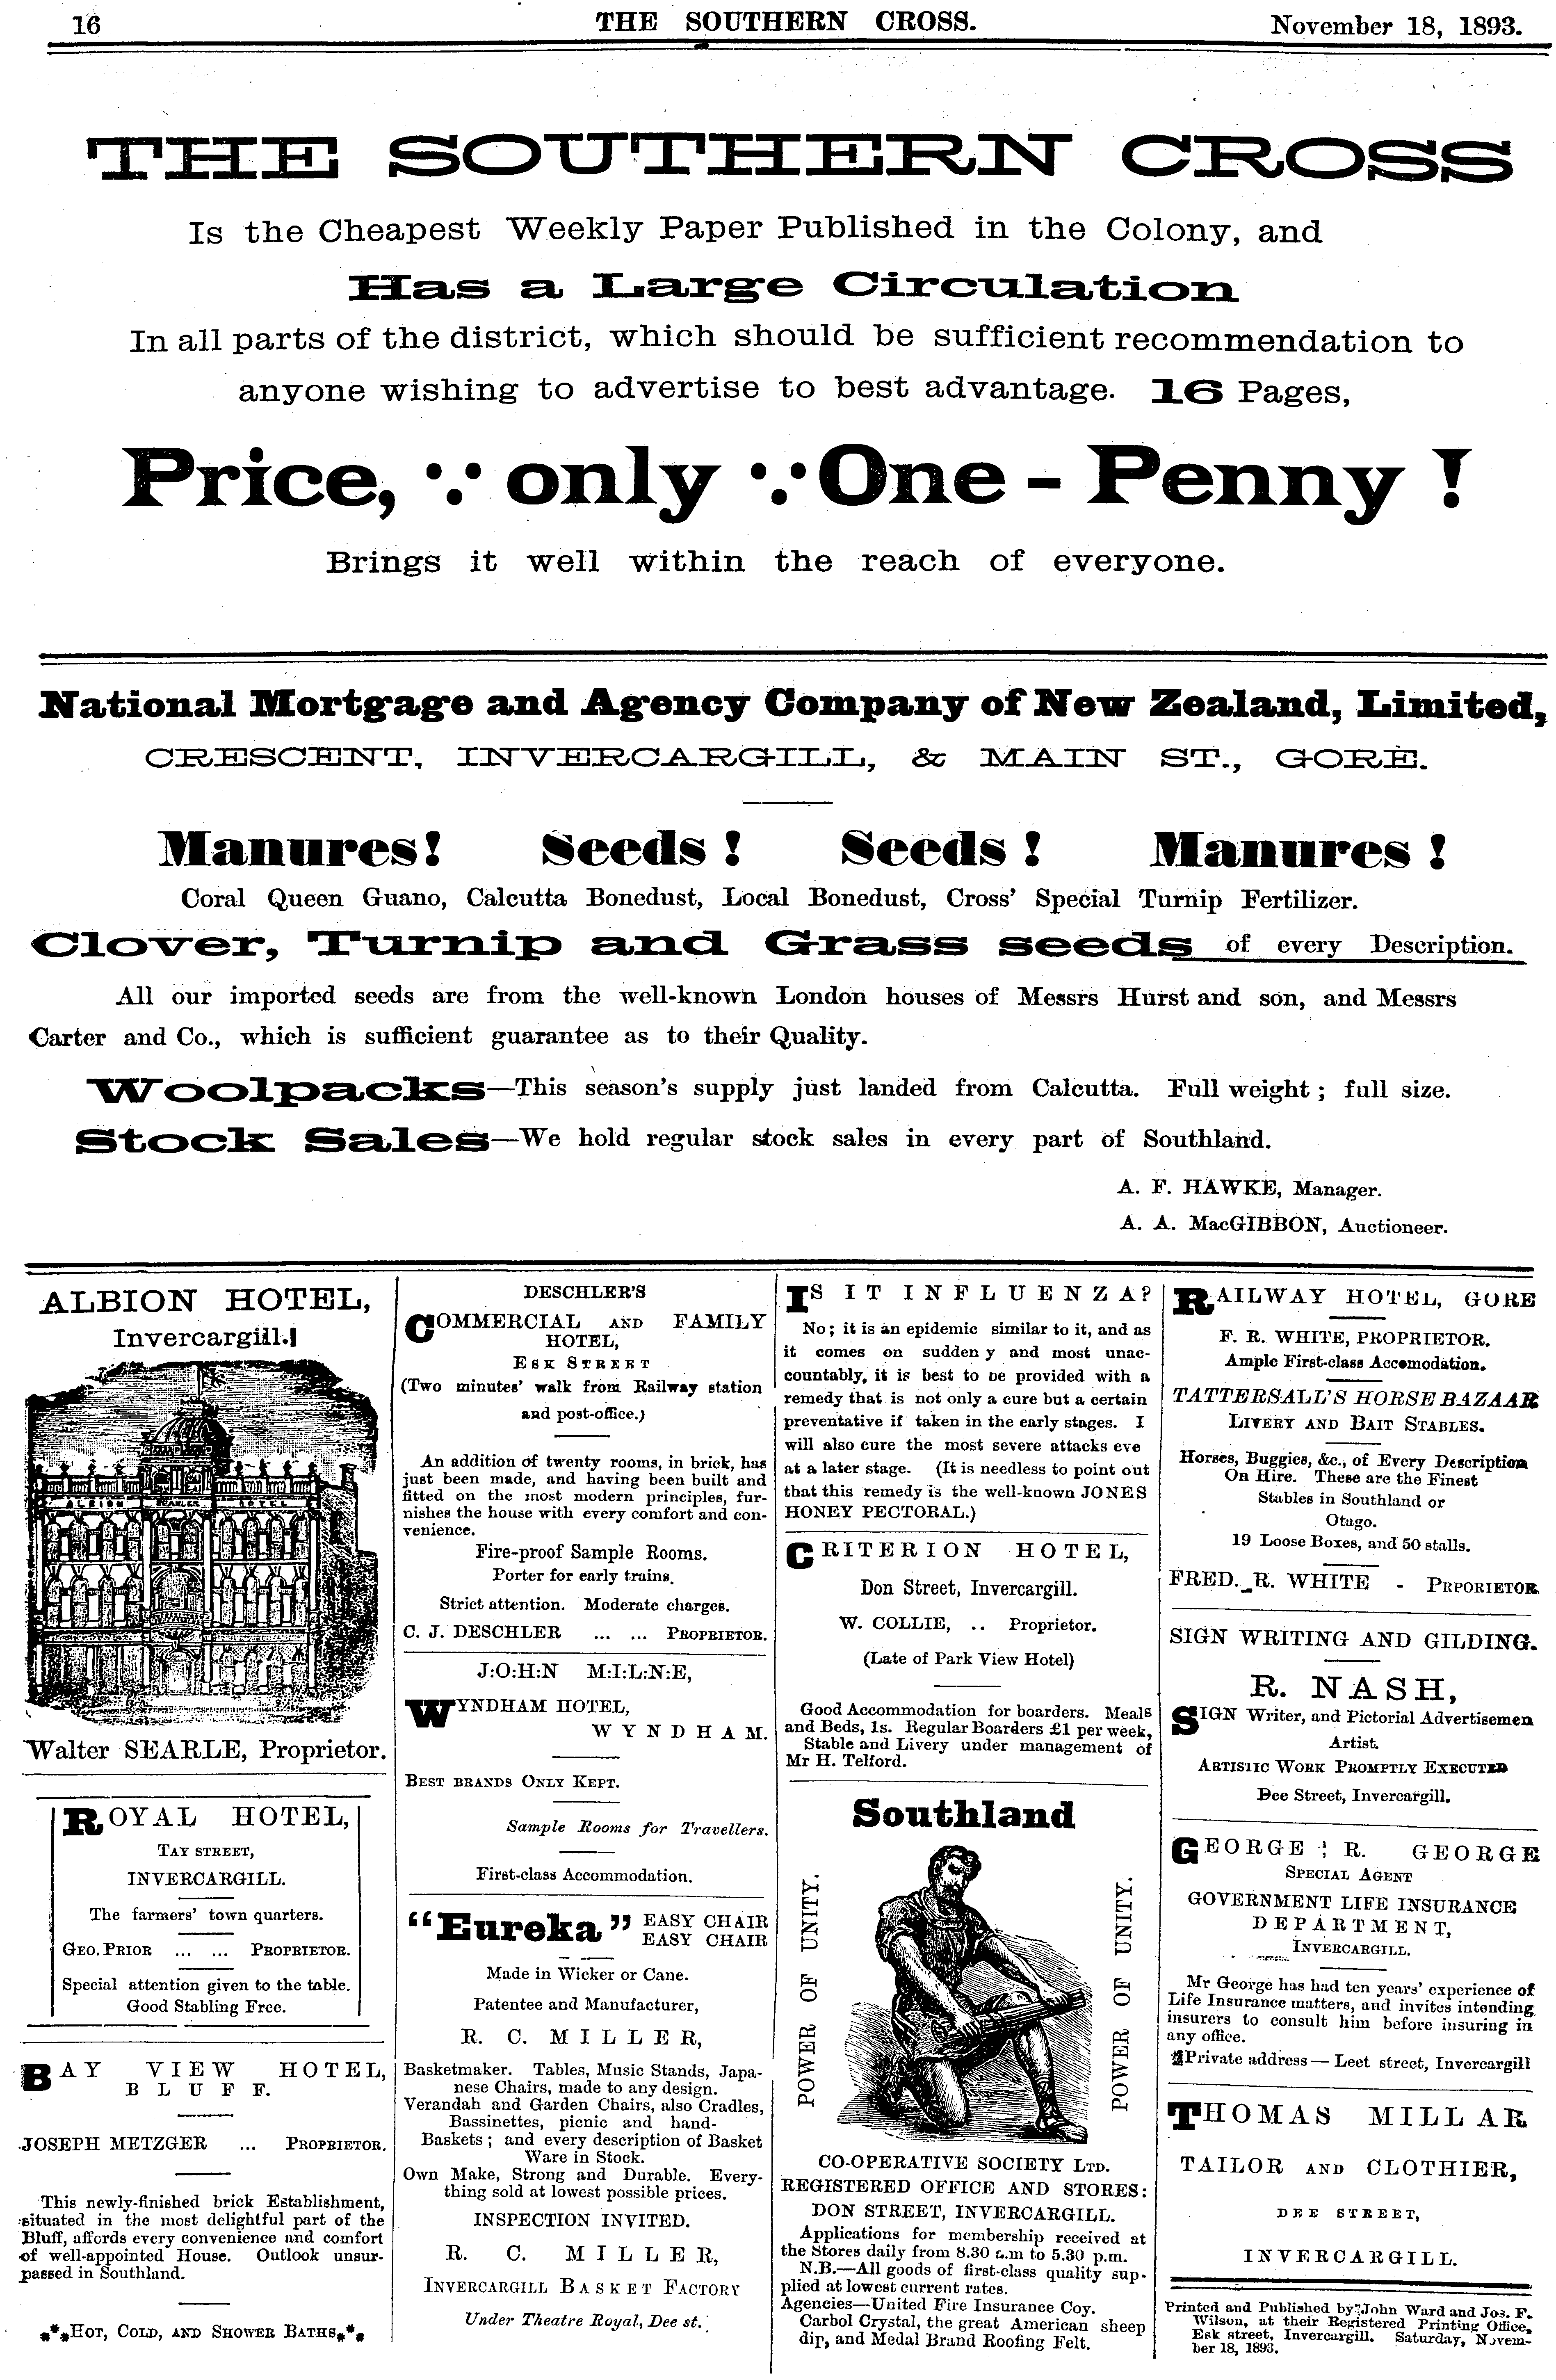 16 THE SOUTHERN CROSS. November 18, 1893.
THE SOUTHERN CROSS
Is the Cheapest Weekly Paper Published in the Colony, and
Has a Large Circulation
In all parts of the district, which should be sufficient recommendation to
anyone wishing to advertise to best advantage. 16 Pages,
Price, only One - Penny !
Brings it well within the reach of everyone.
National Mortgage and Agency Company of New Zealand, Limited,
CRESCENT, INVERCARGILL, & MAIN ST., GORE.
Manures! Seeds ! Seeds ! Manures !
Coral Queen Guano, Calcutta Bonedust, Local Bonedust, Cross' Special Turnip Fertilizer.
Clover, Turnip and Grass seeds of every Description.
All our imported seeds are from the well-known London houses of Messrs Hurst and son, and Messrs
Carter and Co., which is sufficient guarantee as to their Quality.
Woolpacks—This season's supply just landed from Calcutta. Full weight ; full size.
Stock Sales—We hold regular stock sales in every part of Southland.
A. F. HAWKE, Manager.
A. A. MacGIBBON, Auctioneer.
ALBION HOTEL,
Invercargill.
ALBION SEARLES HOTEL
Walter SEARLE, Proprietor.
ROYAL HOTEL,
TAY STREET,
INVERCARGILL.
The farmers' town quarters.
GEO. PRIOR ... ... PROPRIETOR.
Special attention given to the table.
Good Stabling Free.
BAY VIEW HOTEL,
BLUFF.
JOSEPH METZGER ... PROPRIETOR.
This newly-finished brick Establishment,
situated in the most delightful part of the
Bluff, affords every convenience and comfort
of well-appointed House. Outlook unsur-
passed in Southland.
***HOT, COLD, AND SHOWER BATHS***
DESCHLER'S
COMMERCIAL AND FAMILY
HOTEL,
ESK STREET
(Two minutes' walk from Railway station
and post-office.)
An addition of twenty rooms, in brick, has
just been made, and having been built and
fitted on the most modern principles, fur-
nishes the house with every comfort and con-
venience.
Fire-proof Sample Rooms.
Porter for early trains.
Strict attention. Moderate charges.
C. J. DESCHLER ... ... PROPRIETOR.
J:O:H:N M:I:L:N:E,
WYNDHAM HOTEL,
WYNDHAM.
BEST BRANDS ONLY KEPT.
Sample Rooms for Travellers.
First-class Accommodation.
"Eureka" EASY CHAIR
EASY CHAIR
Made in Wicker or Cane.
Patentee and Manufacturer,
R. C. MILLER,
Basketmaker. Tables, Music Stands, Japa-
nese Chairs, made to any design.
Verandah and Garden Chairs, also Cradles,
Bassinettes, picnic and hand-
Baskets ; and every description of Basket
Ware in Stock.
Own Make, Strong and Durable. Every-
thing sold at lowest possible prices.
INSPECTION INVITED.
R. C. MILLER,
INVERCARGILL BASKET FACTORY
Under Theatre Royal, Dee st.
IS IT INFLUENZA?
No ; it is an epidemic similar to it, and as
it comes on sudden y and most unac-
countably, it is best to be provided with a
remedy that is not only a cure but a certain
preventative if taken in the early stages. I
will also cure the most severe attacks eve
at a later stage. (It is needless to point out
that this remedy is the well-known JONES
HONEY PECTORAL.)
CRITERION HOTEL,
Don Street, Invercargill.
W. COLLIE, .. Proprietor.
(Late of Park View Hotel)
Good Accommodation for boarders. Meals
and Beds, 1s. Regular Boarders £1 per week,
Stable and Livery under management of
Mr H. Telford.
Southland
POWER OF UNITY.
POWER OF UNITY.
CO-OPERATIVE SOCIETY LTD.
REGISTERED OFFICE AND STORES:
DON STREET, INVERCARGILL.
Applications for membership received at
the Stores daily from 8.30 a.m to 5.30 p.m.
N.B.—All goods of first-class quality sup-
plied at lowest current rates.
Agencies—United Fire Insurance Coy.
Carbol Crystal, the great American sheep
dip, and Medal Brand Roofing Felt.
RAILWAY HOTEL, GORE
F. R. WHITE, PROPRIETOR.
Ample First-class Accomodation.
TATTERSALL'S HORSE BAZAAR
LIVERY AND BAIT STABLES.
Horses, Buggies, &c., of Every Description
On Hire. These are the Finest
Stables in Southland or
Otago.
19 Loose Boxes, and 50 stalls.
FRED. R. WHITE - PRPORIETOR
SIGN WRITING AND GILDING.
R. NASH,
SIGN Writer, and Pictorial Advertisemen
Artist.
ARTISTIC WORK PROMPTLY EXECUTED
Dee Street, Invercargill.
GEORGE R. GEORGE
SPECIAL AGENT
GOVERNMENT LIFE INSURANCE
DEPARTMENT,
INVERCARGILL.
Mr George has had ten years' experience of
Life Insurance matters, and invites intending
insurers to consult him before insuring in
any office.
Private address — Leet street, Invercargill
THOMAS MILLAR
TAILOR AND CLOTHIER,
DEE STREET,
INVERCARGILL.
Printed and Published by John Ward and Jos. F.
Wilson, at their Registered Printing Office,
Esk street, Invercargill. Saturday, Novem-
ber 18, 1893.